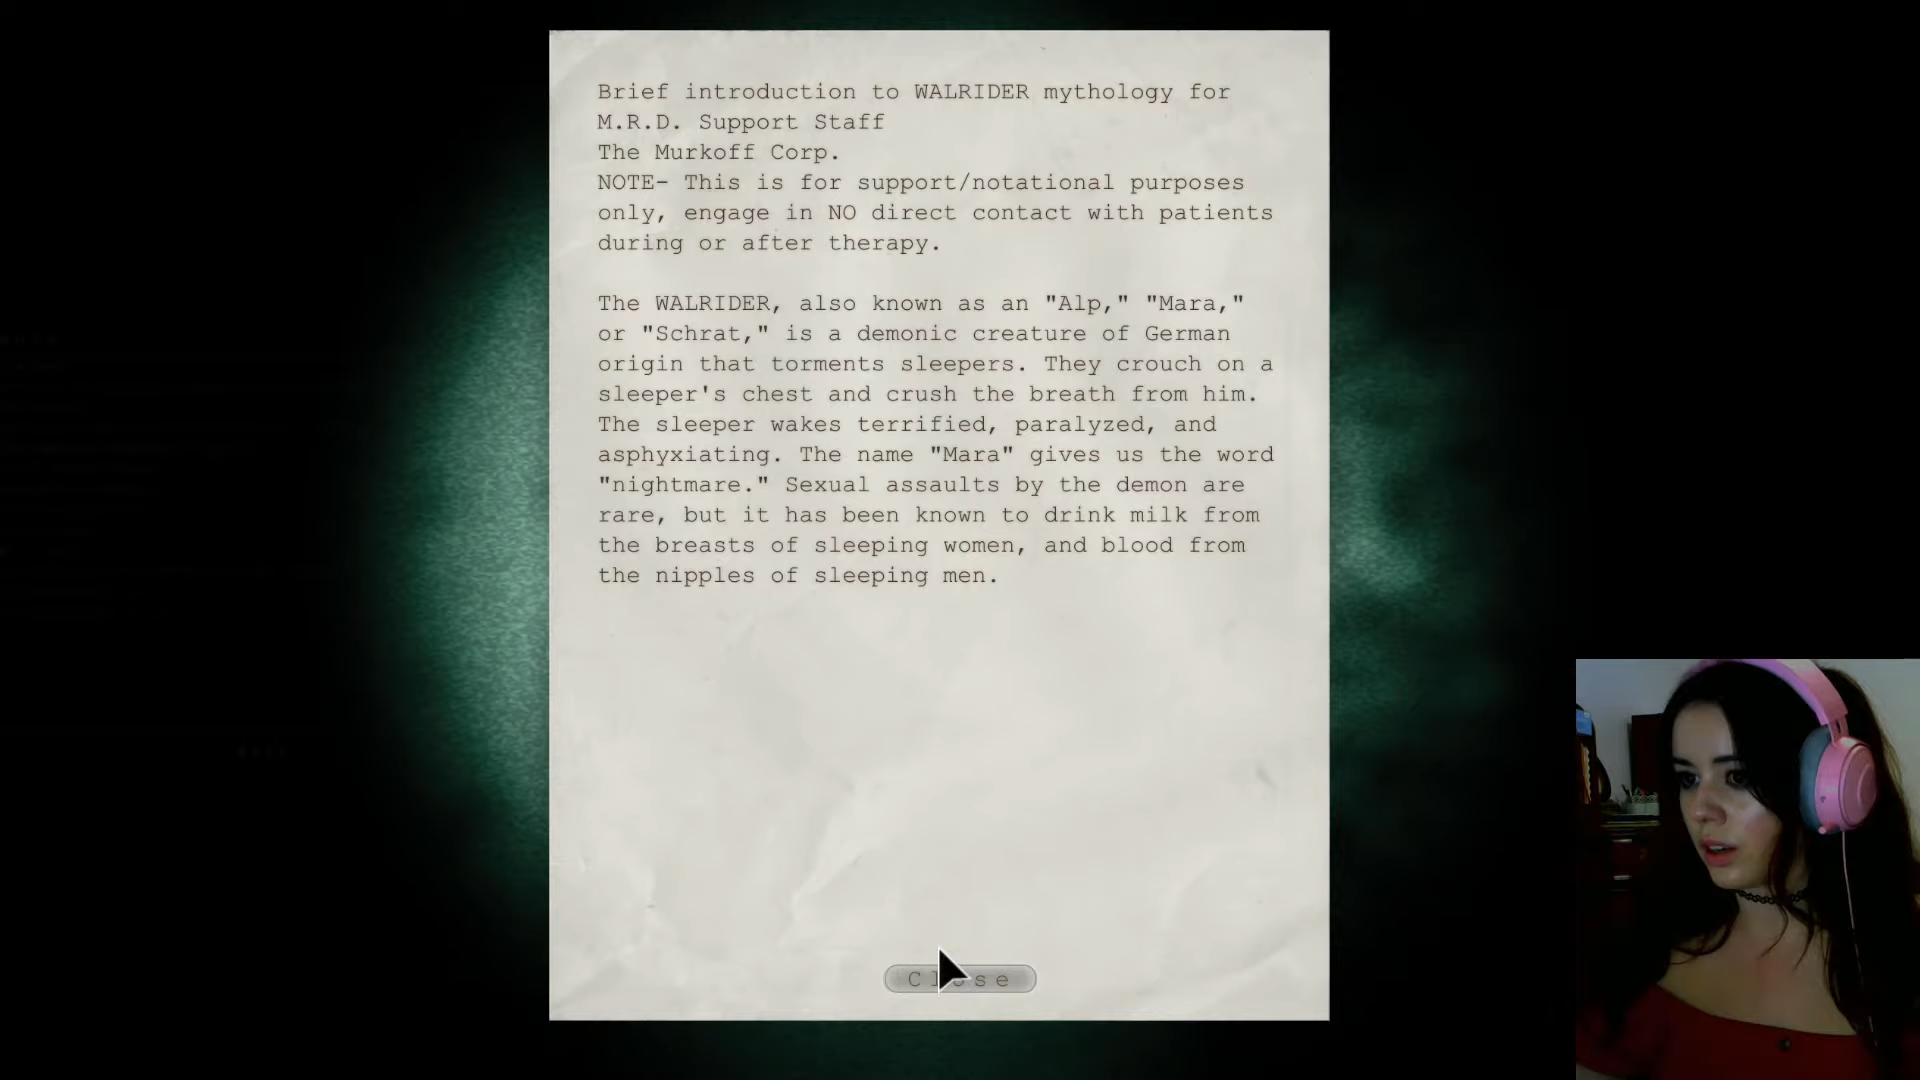 Brief introduction to WALRIDER mythology for
M.R.D. Support Staff
The Murkoff Corp.
NOTE- This is for support/notational purposes
only, engage in NO direct contact with patients
during or after therapy.
The WALRIDER, also known as an "Alp," "Mara,"
or "Schrat," is a demonic creature of German
origin that torments sleepers. They crouch on a
sleeper's chest and crush the breath from him.
The sleeper wakes terrified, paralyzed, and
asphyxiating. The name "Mara" gives us the word
"nightmare." Sexual assaults by the demon are
rare, but it has been known to drink milk from
the breasts of sleeping women, and blood from
the nipples of sleeping men.
Close